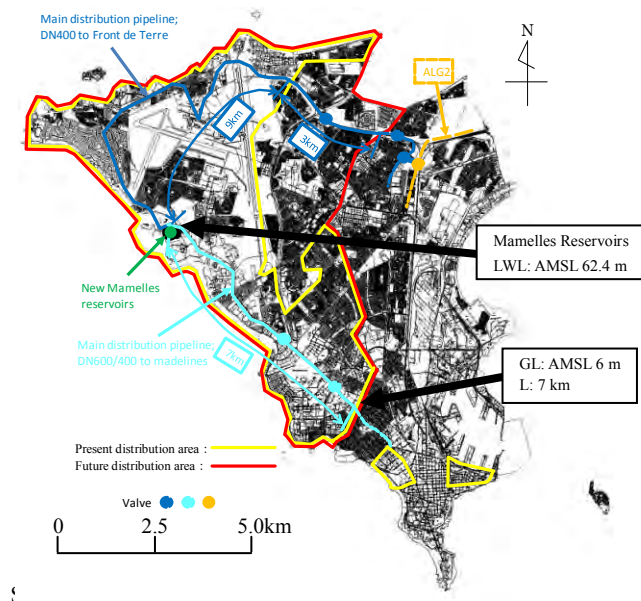 Main distribution pipeline;
DN400 to Front de Terre
N
ALG2
9km
3km
Mamelles Reservoirs
LWL: AMSL 62.4 m
New Mamelles
reservoirs
Main distribution pipeline;
DN600/400 to madelines
7km
GL: AMSL 6 m
L: 7 km
Present distribution area :
Future distribution area :
Valve
0 2.5 5.0km